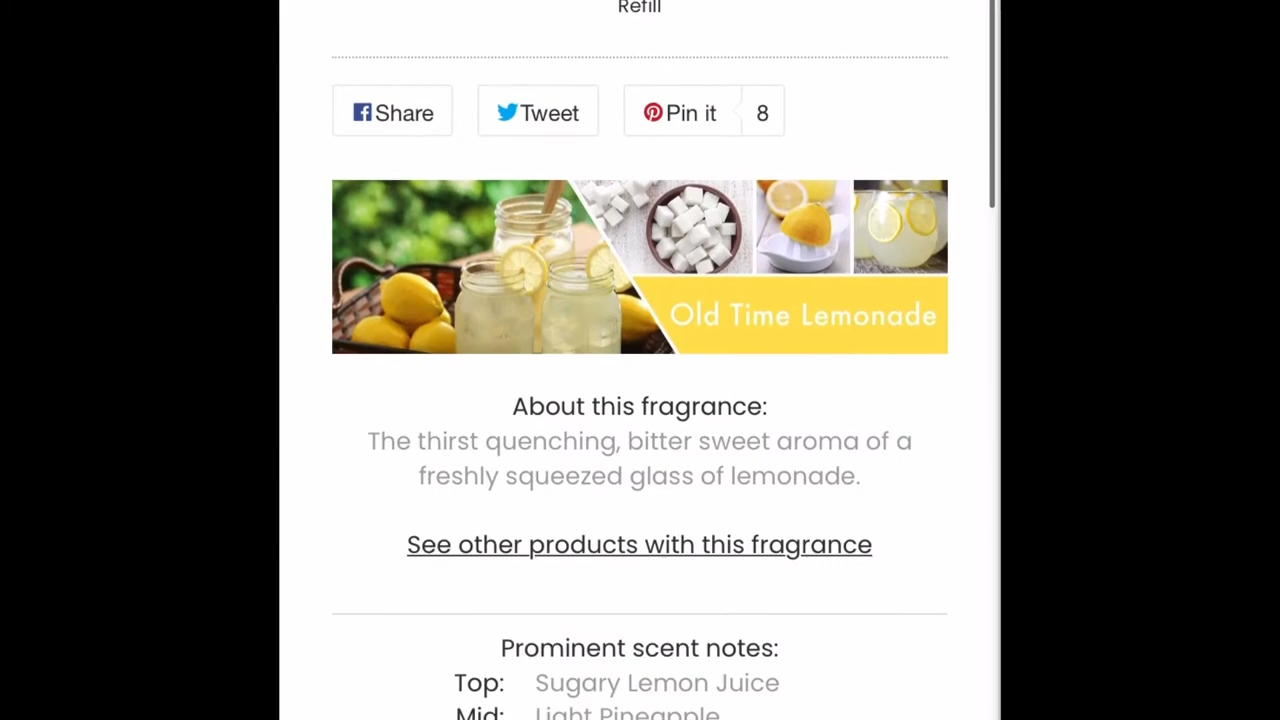 Refill
Share
Tweet
Pin it 8
Old Time Lemonade
About this fragrance:
The thirst quenching, bitter sweet aroma of a
freshly squeezed glass of lemonade.
See other products with this fragrance
Prominent scent notes:
Top: Sugary Lemon Juice
Mid: Light Pineapple